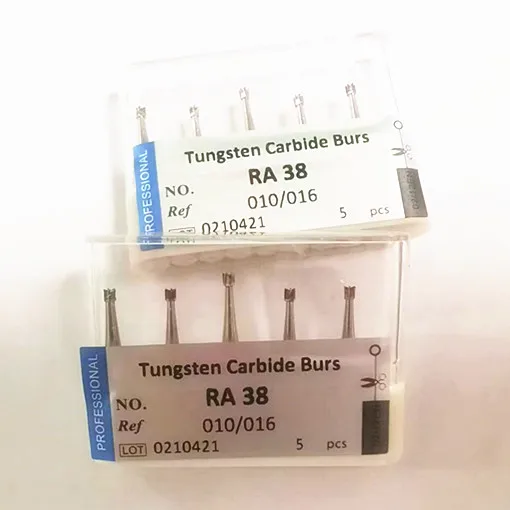 PROFESSIONAL
Tungsten Carbide Burs
RA 38
NO.
010/016
Ref
LOT 0210421
5 pcs
PROFESSIONAL
Tungsten Carbide Burs
RA 38
NO.
010/016
Ref
LOT 0210421
5 pcs